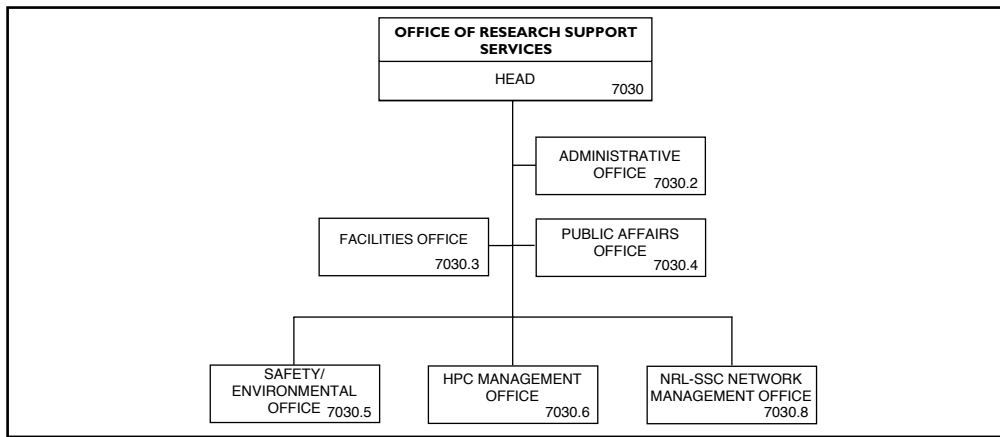 OFFICE OF RESEARCH SUPPORT
SERVICES
HEAD
7030
ADMINISTRATIVE
OFFICE
7030.2
FACILITIES OFFICE
7030.3
PUBLIC AFFAIRS
OFFICE
7030.4
SAFETY/
ENVIRONMENTAL
OFFICE 7030.5
HPC MANAGEMENT
OFFICE
7030.6
NRL-SSC NETWORK
MANAGEMENT OFFICE
7030.8